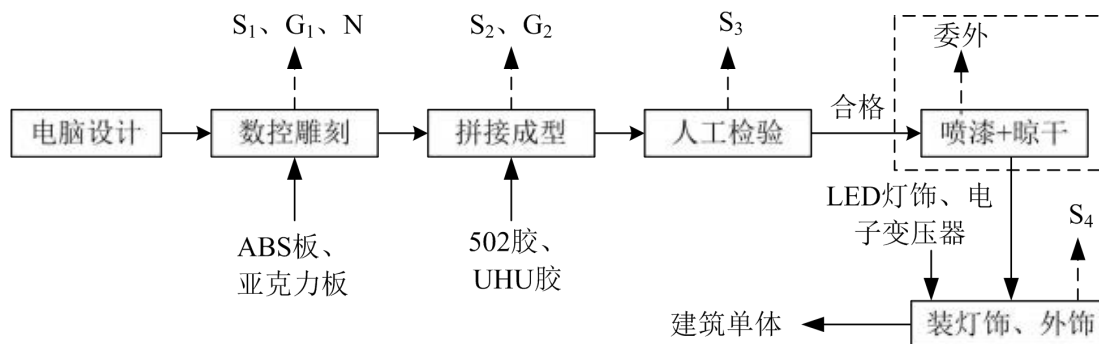 S₁、G₁、N
S₂、G₂
S₃
委外
电脑设计
数控雕刻
拼接成型
人工检验
合格
喷漆+晾干
ABS板、
亚克力板
502胶、
UHU胶
LED灯饰、电
子变压器
S₄
建筑单体
装灯饰、外饰